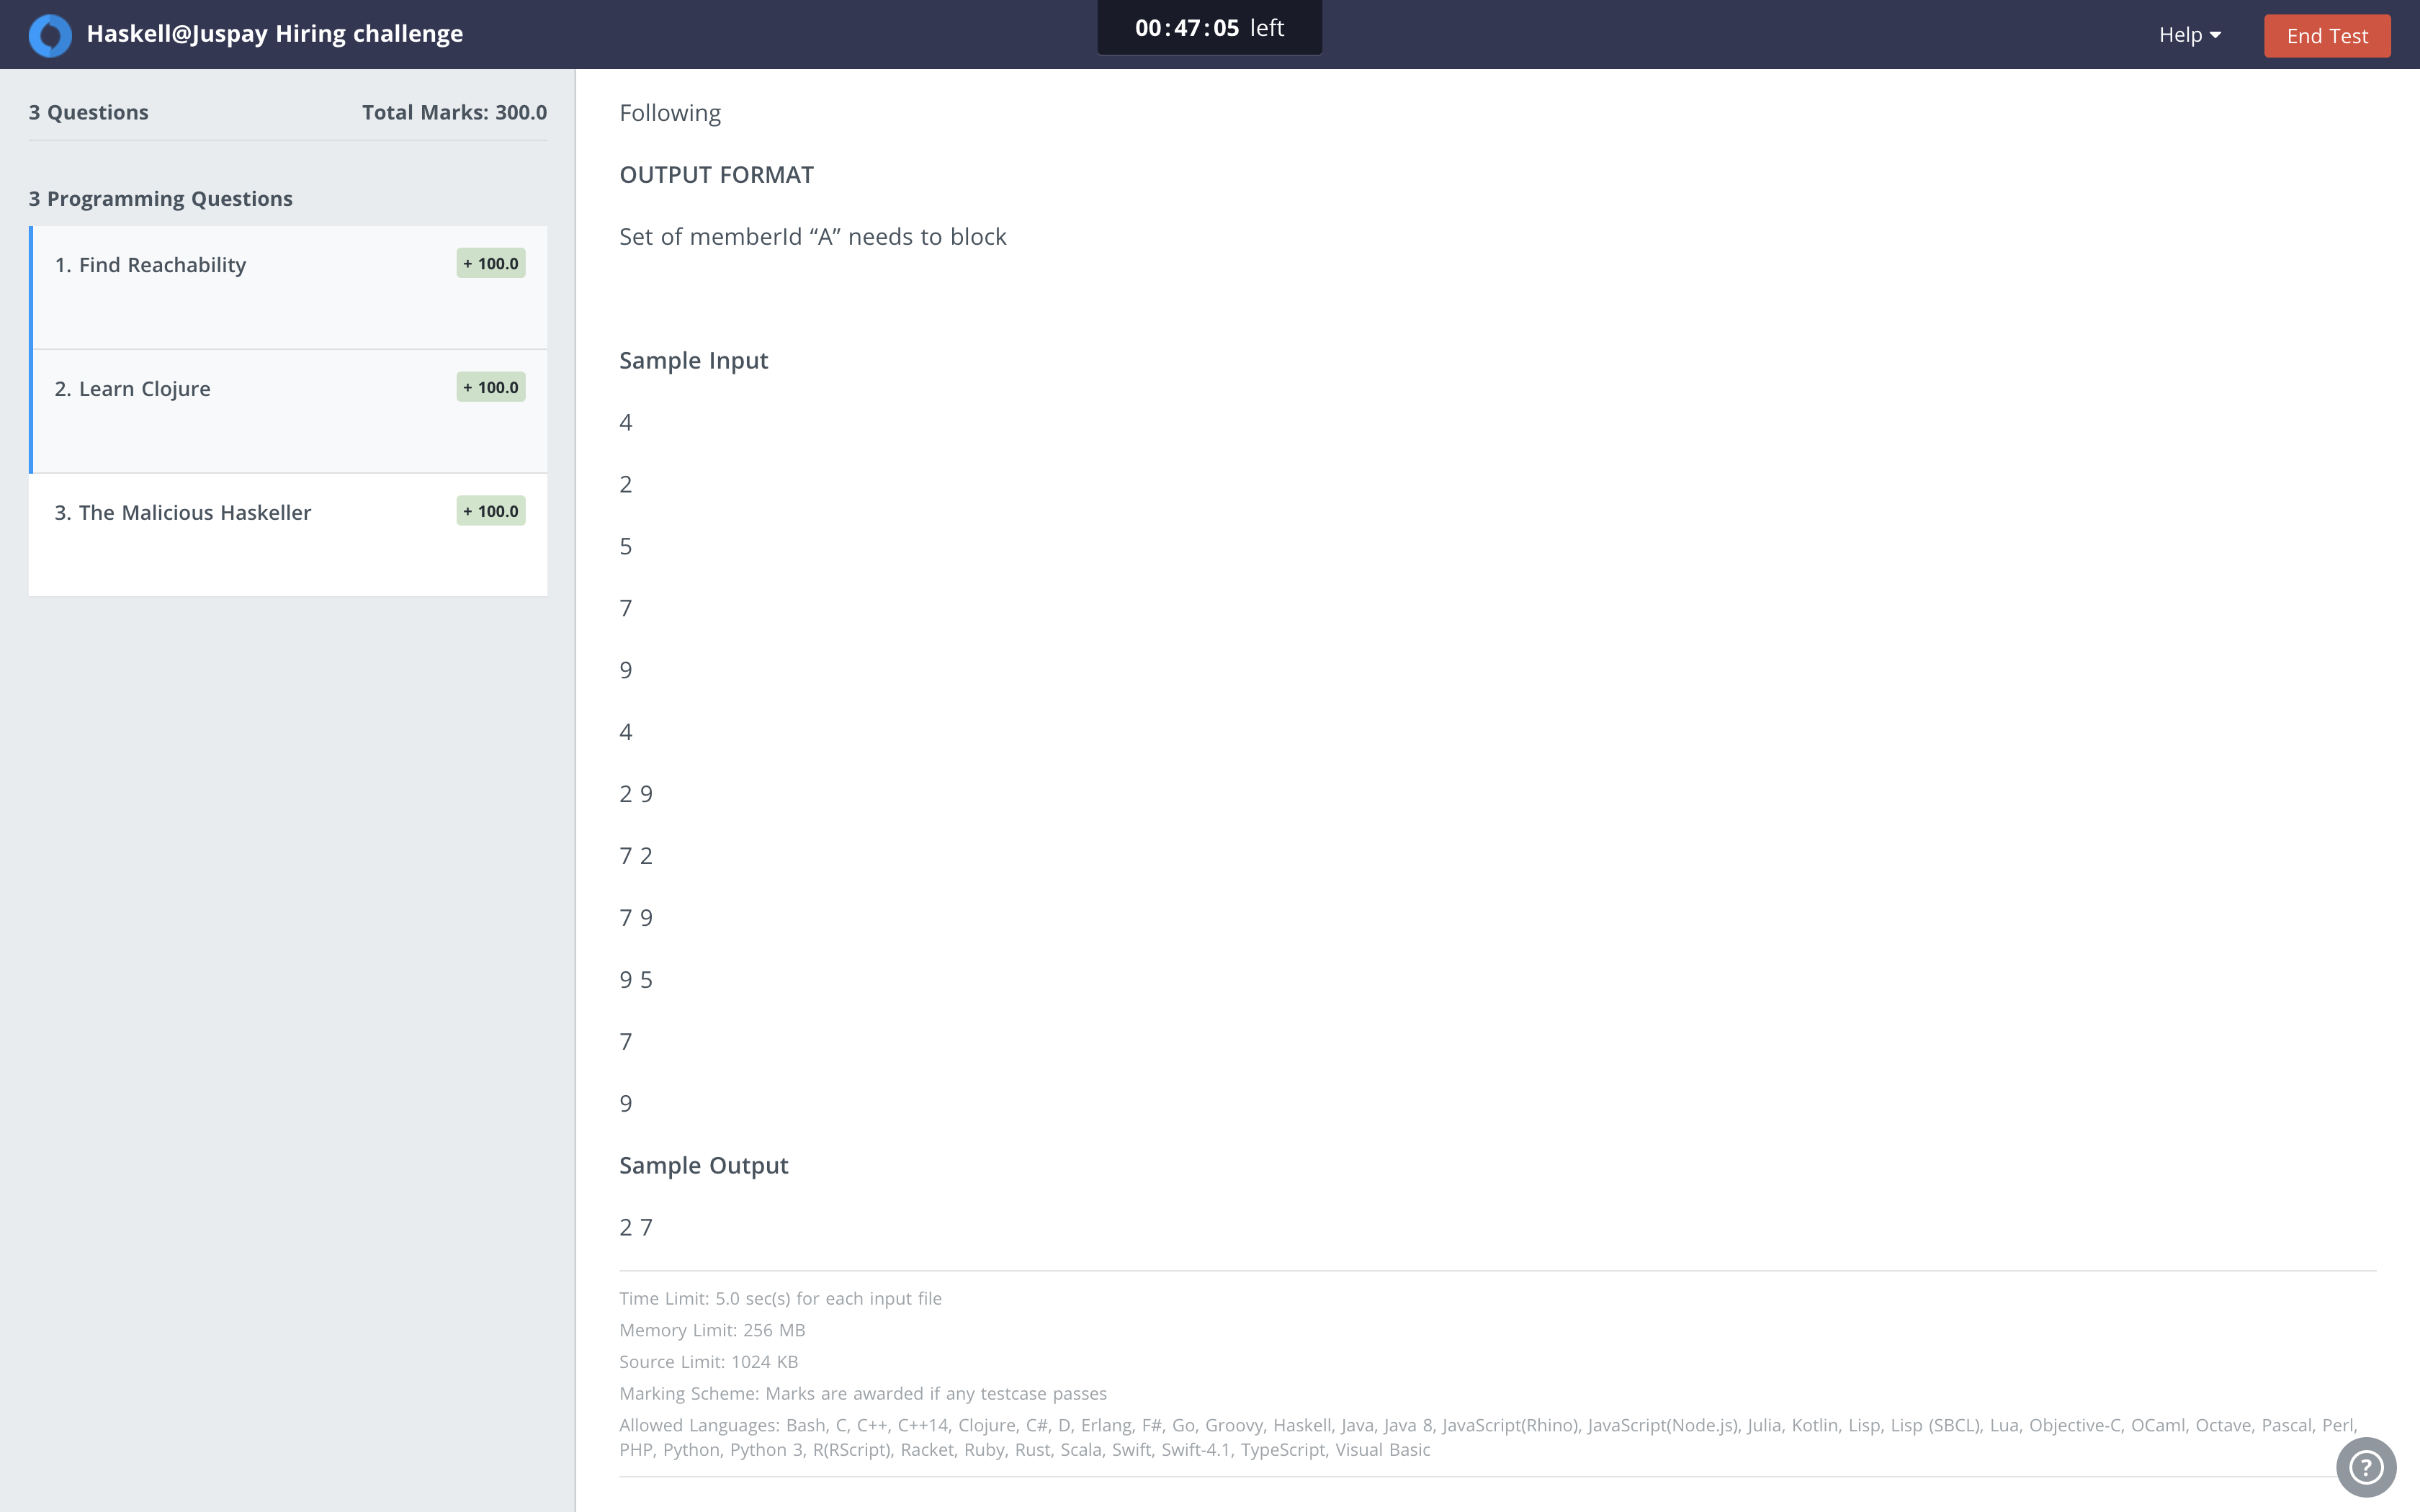 Haskell@Juspay Hiring challenge
00:47:05 left
Help
End Test
3 Questions
Total Marks: 300.0
3 Programming Questions
1. Find Reachability
+ 100.0
2. Learn Clojure
+ 100.0
3. The Malicious Haskeller
+ 100.0
Following
OUTPUT FORMAT
Set of memberId “A” needs to block
Sample Input
4
2
5
7
9
4
2 9
7 2
7 9
9 5
7
9
Sample Output
2 7
Time Limit: 5.0 sec(s) for each input file
Memory Limit: 256 MB
Source Limit: 1024 KB
Marking Scheme: Marks are awarded if any testcase passes
Allowed Languages: Bash, C, C++, C++14, Clojure, C#, D, Erlang, F#, Go, Groovy, Haskell, Java, Java 8, JavaScript(Rhino), JavaScript(Node.js), Julia, Kotlin, Lisp, Lisp (SBCL), Lua, Objective-C, OCaml, Octave, Pascal, Perl,
PHP, Python, Python 3, R(RScript), Racket, Ruby, Rust, Scala, Swift, Swift-4.1, TypeScript, Visual Basic
?